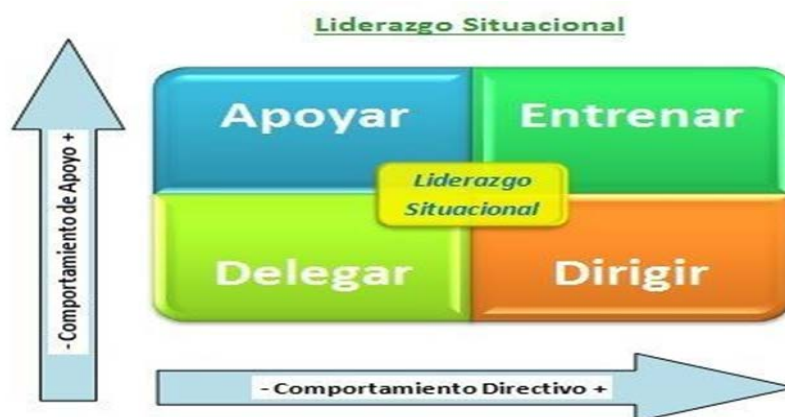 Liderazgo Situacional
Apoyar
Entrenar
Liderazgo
Situacional
Delegar
Dirigir
- Comportamiento de Apoyo +
- Comportamiento Directivo +